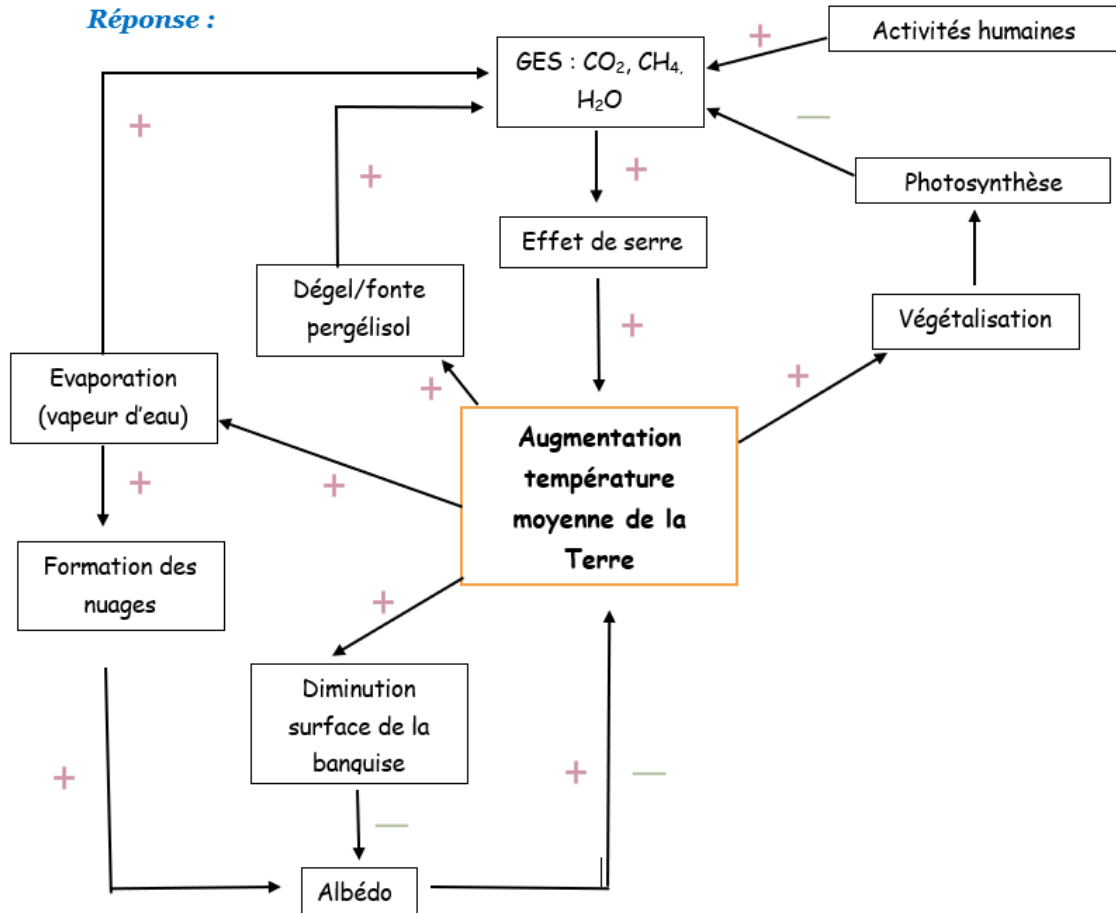 Réponse :
Activités humaines
GES : CO₂, CH₄,
H₂O
+
+
—
+
+
Photosynthèse
Effet de serre
Dégel/fonte
pergélisol
Végétalisation
+
Evaporation
(vapeur d'eau)
+
+
Augmentation
température
moyenne de la
Terre
+
+
Formation des
nuages
+
Diminution
surface de la
banquise
+
+ —
—
Albédo